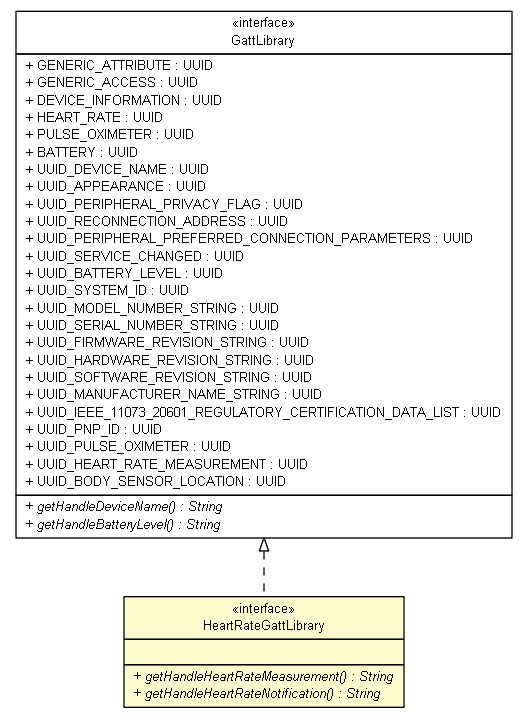 «interface»
GattLibrary
+ GENERIC_ATTRIBUTE : UUID
+ GENERIC_ACCESS : UUID
+ DEVICE_INFORMATION : UUID
+ HEART_RATE : UUID
+ PULSE_OXIMETER : UUID
+ BATTERY : UUID
+ UUID_DEVICE_NAME : UUID
+ UUID_APPEARANCE : UUID
+ UUID_PERIPHERAL_PRIVACY_FLAG : UUID
+ UUID_RECONNECTION_ADDRESS : UUID
+ UUID_PERIPHERAL_PREFERRED_CONNECTION_PARAMETERS : UUID
+ UUID_SERVICE_CHANGED : UUID
+ UUID_BATTERY_LEVEL : UUID
+ UUID_SYSTEM_ID : UUID
+ UUID_MODEL_NUMBER_STRING : UUID
+ UUID_SERIAL_NUMBER_STRING : UUID
+ UUID_FIRMWARE_REVISION_STRING : UUID
+ UUID_HARDWARE_REVISION_STRING : UUID
+ UUID_SOFTWARE_REVISION_STRING : UUID
+ UUID_MANUFACTURER_NAME_STRING : UUID
+ UUID_IEEE_11073_20601_REGULATORY_CERTIFICATION_DATA_LIST : UUID
+ UUID_PNP_ID : UUID
+ UUID_PULSE_OXIMETER : UUID
+ UUID_HEART_RATE_MEASUREMENT : UUID
+ UUID_BODY_SENSOR_LOCATION : UUID
+ getHandleDeviceName() : String
+ getHandleBatteryLevel() : String
«interface»
HeartRateGattLibrary
+ getHandleHeartRateMeasurement() : String
+ getHandleHeartRateNotification() : String